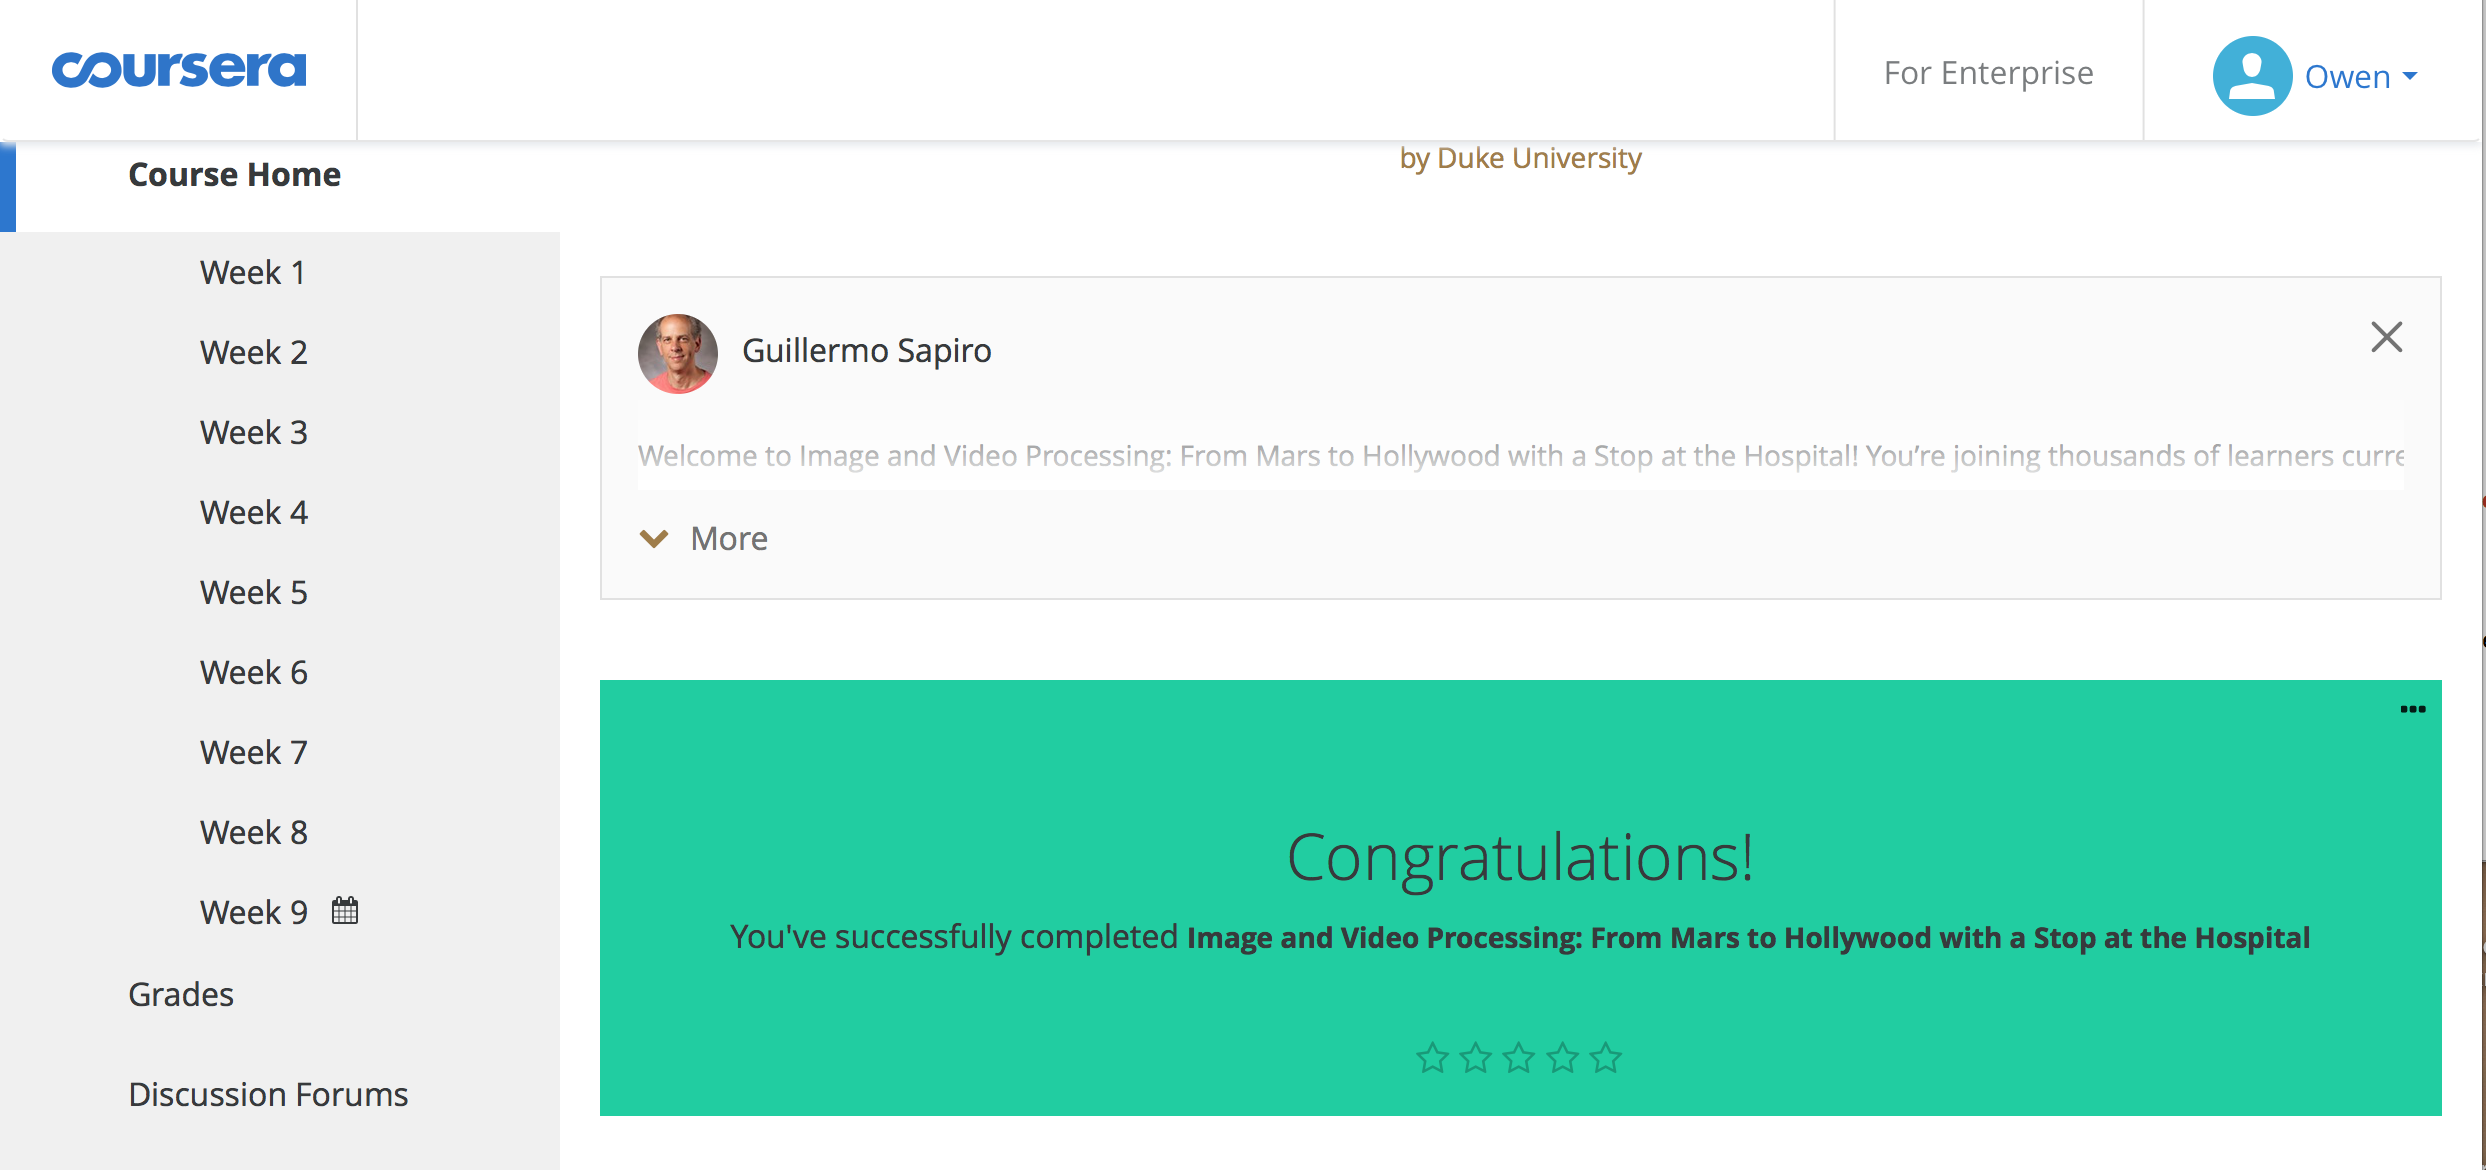 coursera
For Enterprise
Owen
Course Home
Week 1
Week 2
Week 3
Week 4
Week 5
Week 6
Week 7
Week 8
Week 9
Grades
Discussion Forums
by Duke University
Guillermo Sapiro
Welcome to Image and Video Processing: From Mars to Hollywood with a Stop at the Hospital! You’re joining thousands of learners curre
More
Congratulations!
You've successfully completed Image and Video Processing: From Mars to Hollywood with a Stop at the Hospital